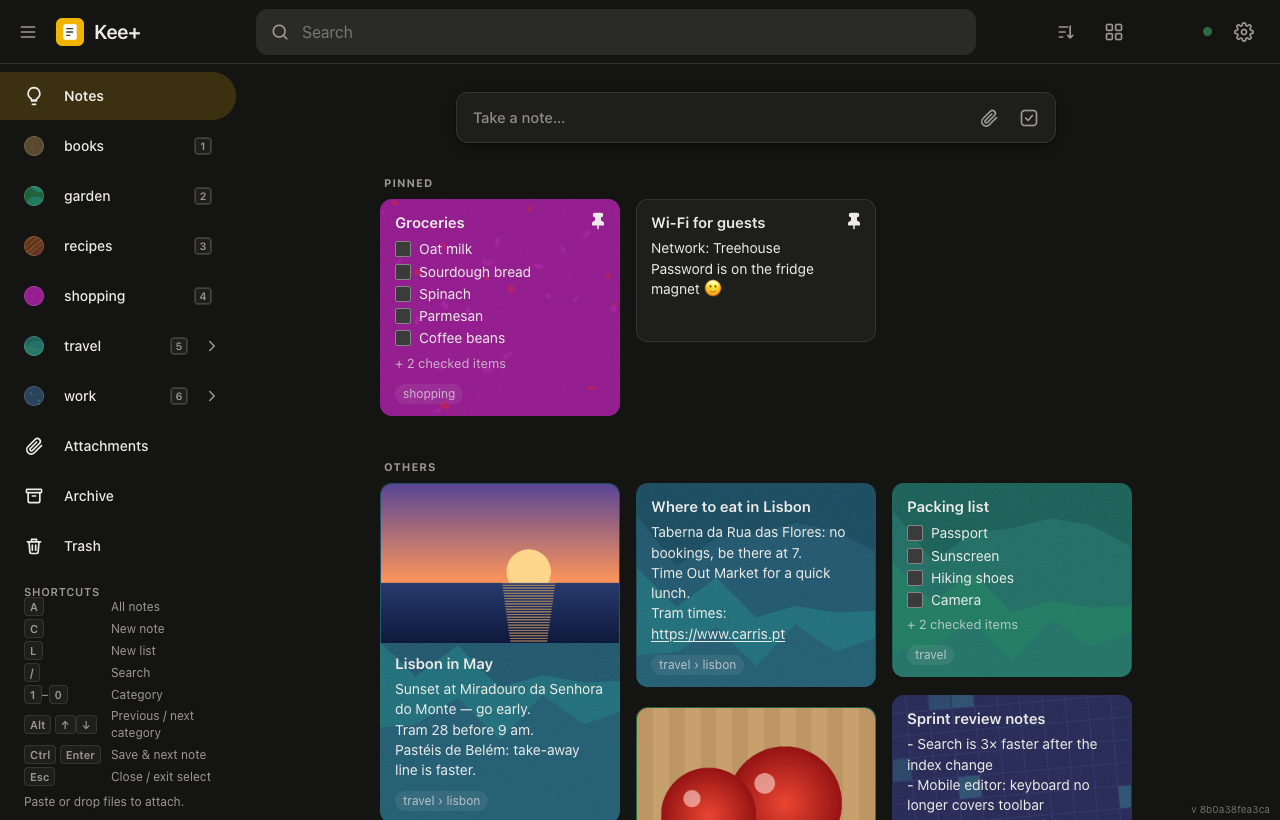 Kee+
Search
Notes
books 1
garden 2
recipes 3
shopping 4
travel 5
work 6
Attachments
Archive
Trash
SHORTCUTS
A All notes
C New note
L New list
/ Search
1 – 0 Category
Alt ↑ ↓ Previous / next
category
Ctrl Enter Save & next note
Esc Close / exit select
Paste or drop files to attach.
Take a note...
PINNED
Groceries
Oat milk
Sourdough bread
Spinach
Parmesan
Coffee beans
+ 2 checked items
shopping
Wi-Fi for guests
Network: Treehouse
Password is on the fridge
magnet 🙂
OTHERS
Lisbon in May
Sunset at Miradouro da Senhora
do Monte — go early.
Tram 28 before 9 am.
Pastéis de Belém: take-away
line is faster.
travel › lisbon
Where to eat in Lisbon
Taberna da Rua das Flores: no
bookings, be there at 7.
Time Out Market for a quick
lunch.
Tram times:
https://www.carris.pt
travel › lisbon
Packing list
Passport
Sunscreen
Hiking shoes
Camera
+ 2 checked items
travel
Sprint review notes
- Search is 3× faster after the
index change
- Mobile editor: keyboard no
longer covers toolbar
v 8b0a38fea3ca